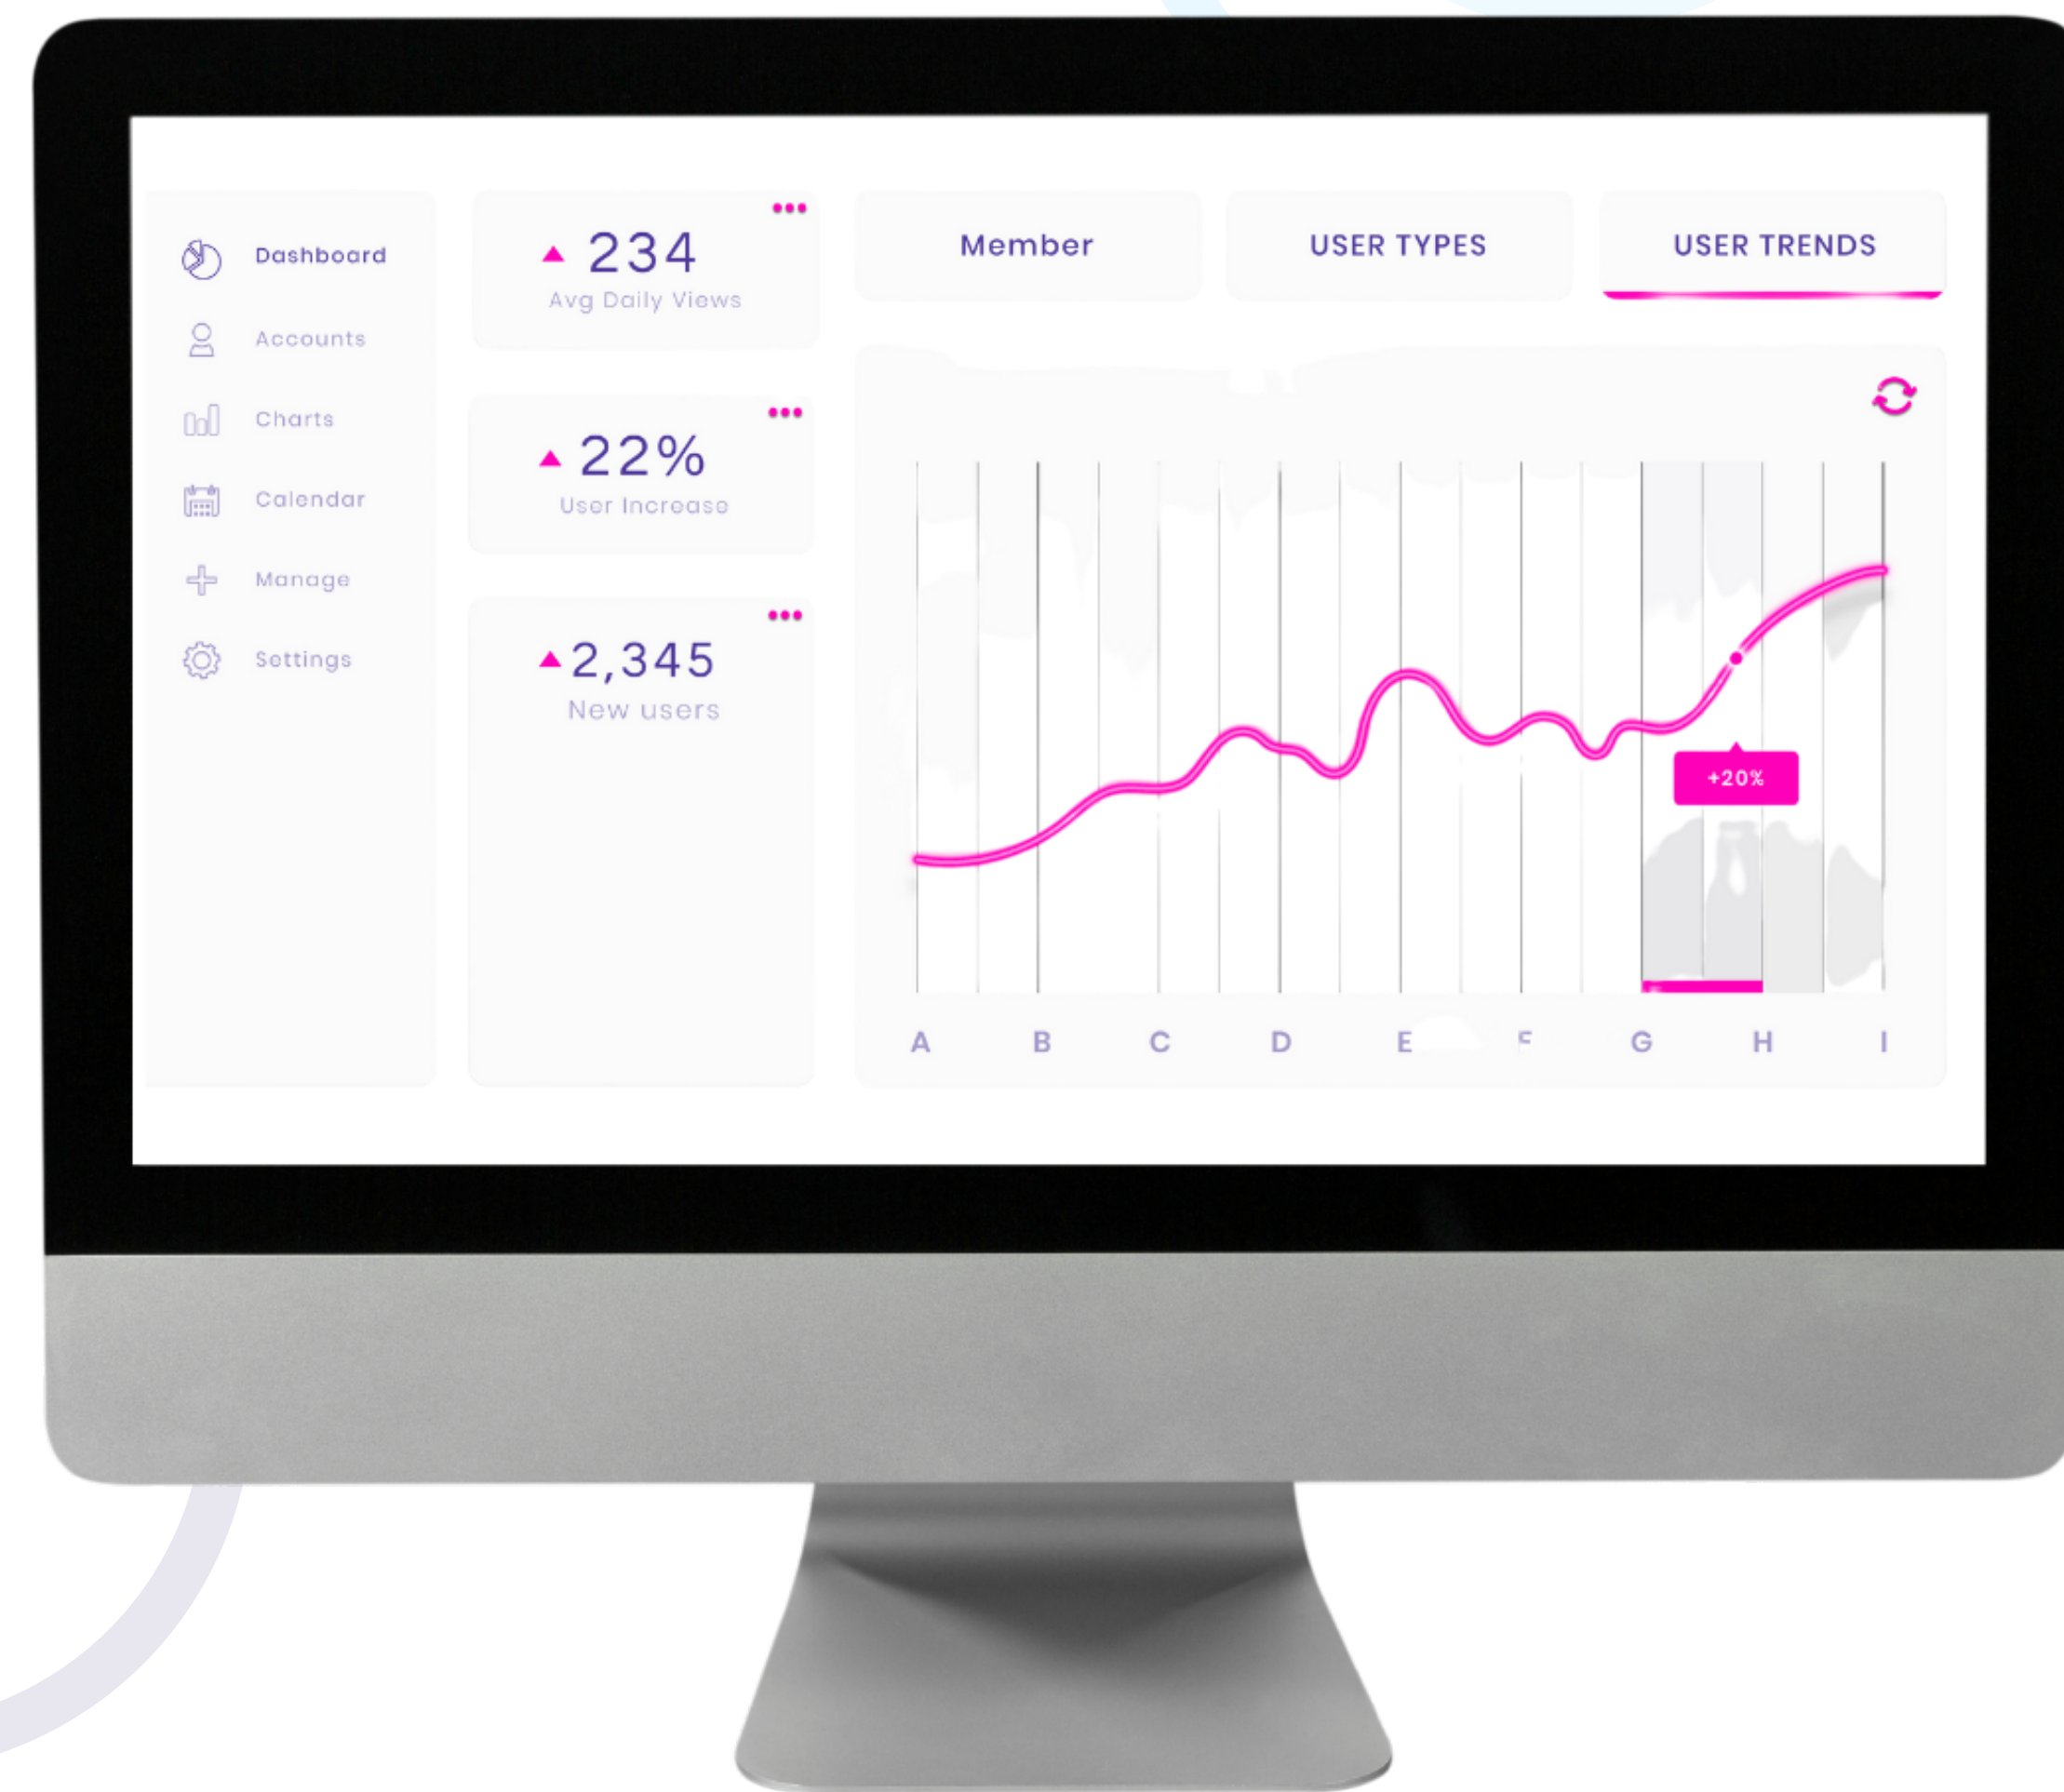 Dashboard
Accounts
Charts
Calendar
Manage
Settings
234
Avg Daily Views
22%
User Increase
2,345
New users
Member
USER TYPES
USER TRENDS
+20%
A B C D E F G H I